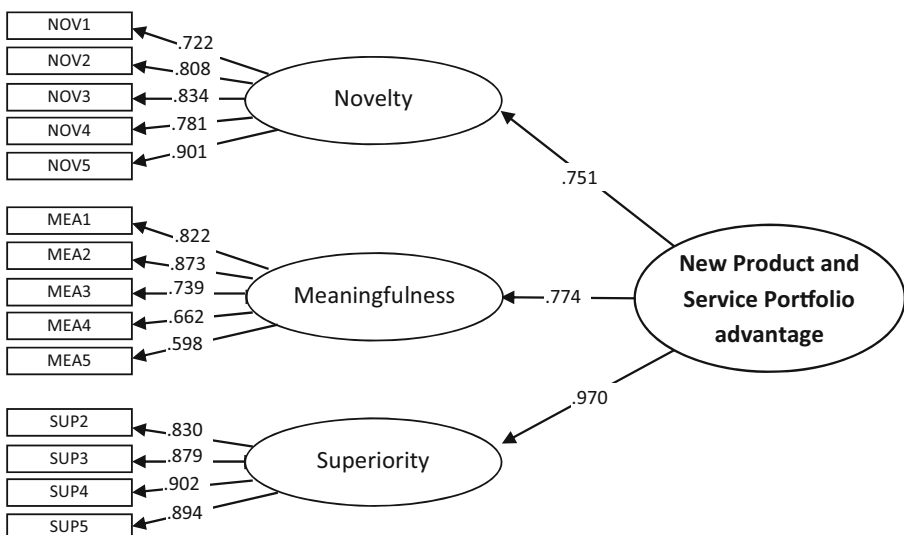 NOV1
NOV2
NOV3
NOV4
NOV5
.722
.808
.834
.781
.901
Novelty
MEA1
MEA2
MEA3
MEA4
MEA5
.822
.873
.739
.662
.598
Meaningfulness
SUP2
SUP3
SUP4
SUP5
.830
.879
.902
.894
Superiority
.751
.774
.970
New Product and
Service Portfolio
advantage